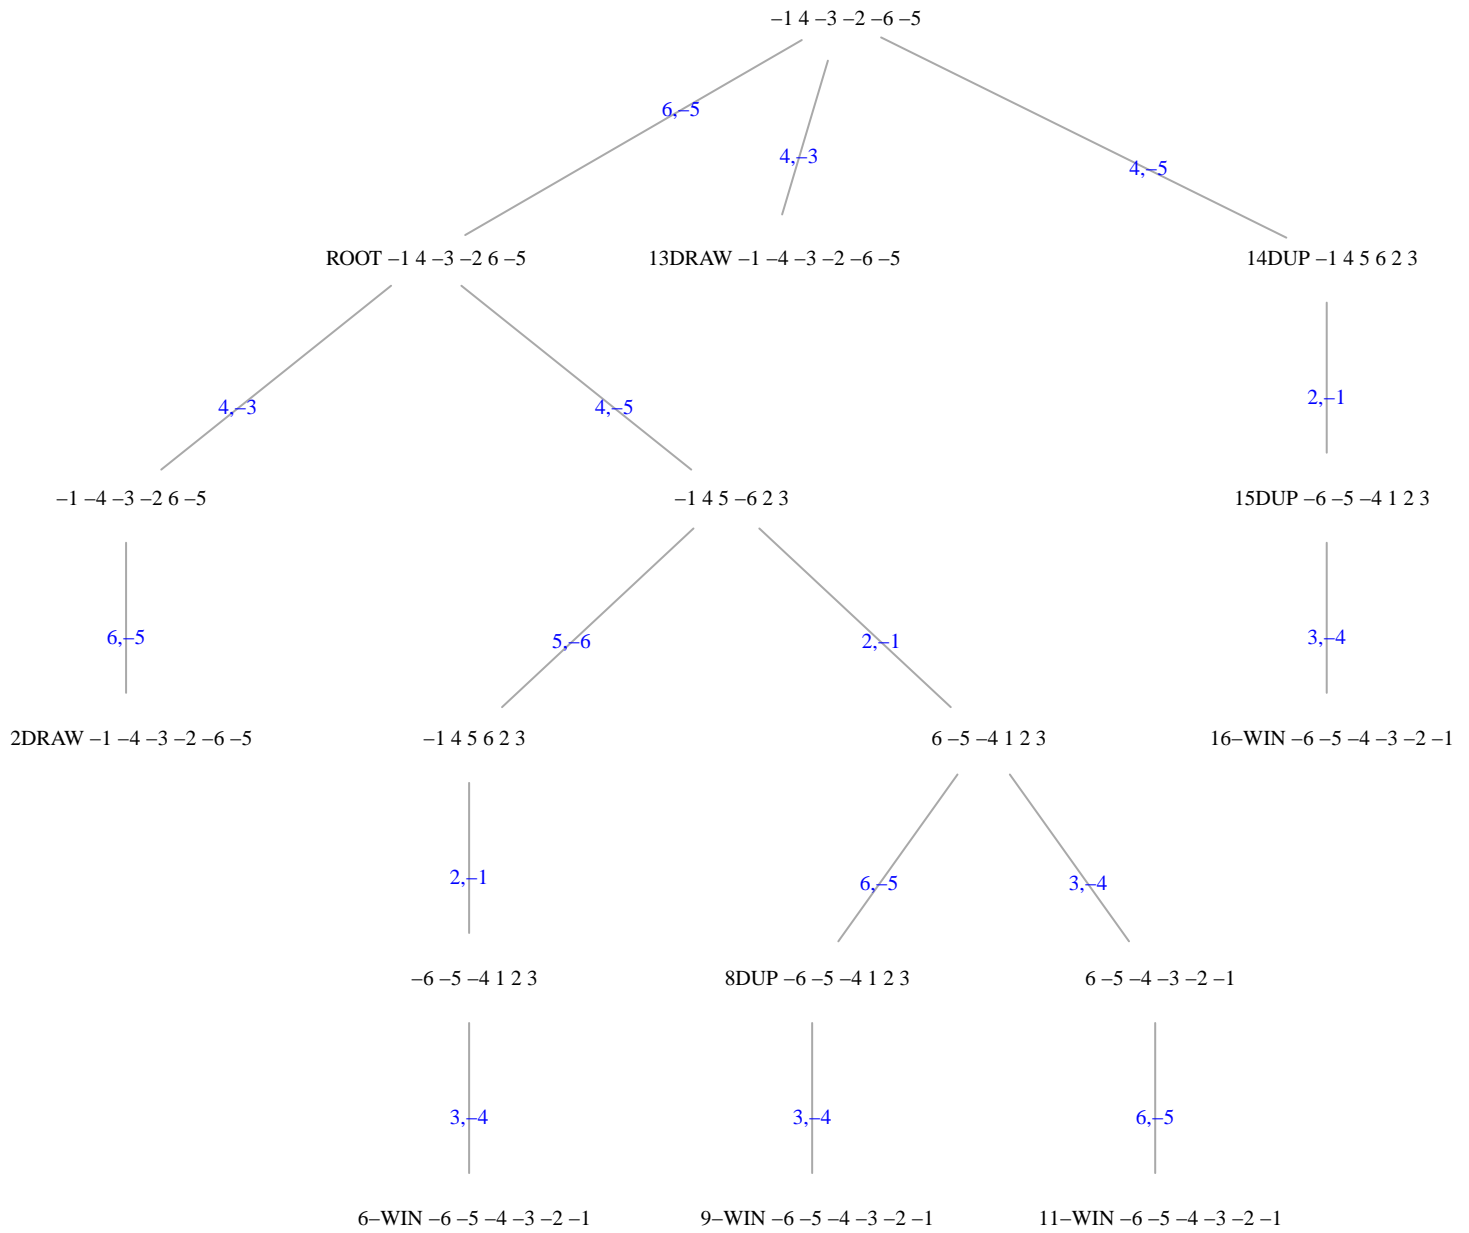 –1 4 –3 –2 –6 –5
6,–5
4,–3
4,–5
ROOT –1 4 –3 –2 6 –5
13DRAW –1 –4 –3 –2 –6 –5
14DUP –1 4 5 6 2 3
4,–3
4,–5
2,–1
–1 –4 –3 –2 6 –5
–1 4 5 –6 2 3
15DUP –6 –5 –4 1 2 3
6,–5
5,–6
2,–1
3,–4
2DRAW –1 –4 –3 –2 –6 –5
–1 4 5 6 2 3
6 –5 –4 1 2 3
16–WIN –6 –5 –4 –3 –2 –1
2,–1
6,–5
3,–4
–6 –5 –4 1 2 3
8DUP –6 –5 –4 1 2 3
6 –5 –4 –3 –2 –1
3,–4
3,–4
6,–5
6–WIN –6 –5 –4 –3 –2 –1
9–WIN –6 –5 –4 –3 –2 –1
11–WIN –6 –5 –4 –3 –2 –1